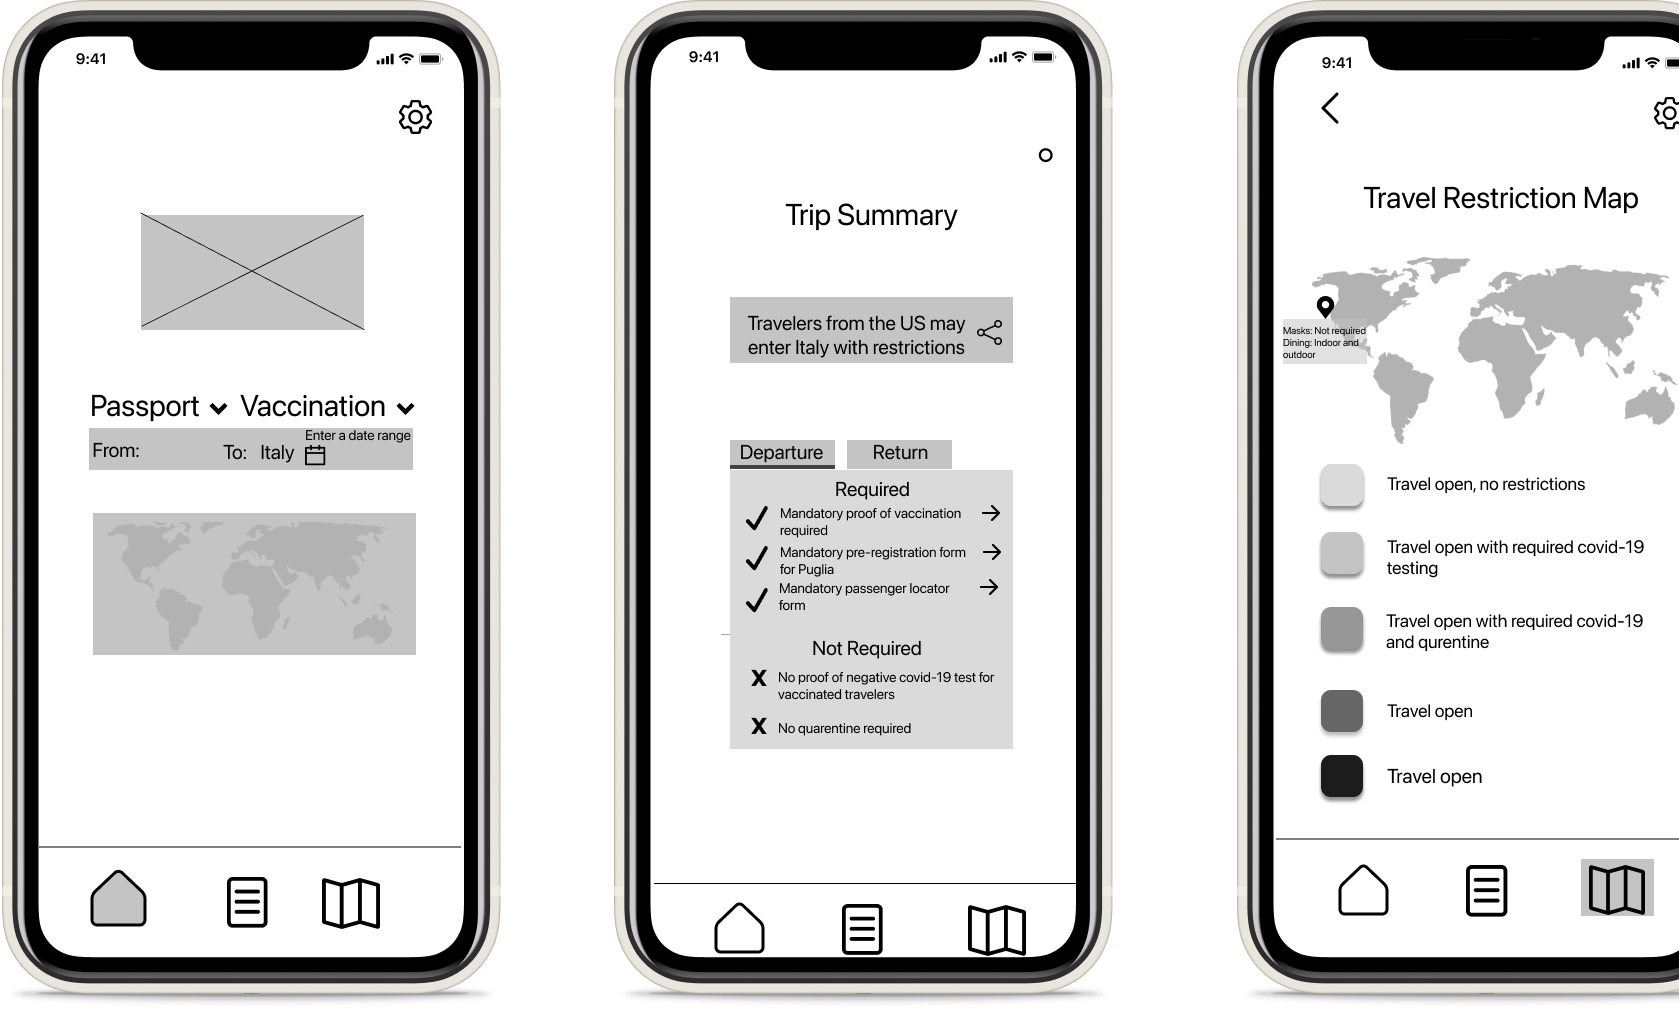 9:41
Passport
Vaccination
Enter a date range
From:
To:
Italy
9:41
Trip Summary
Travelers from the US may
enter Italy with restrictions
Departure
Return
Required
Mandatory proof of vaccination
required
Mandatory pre-registration form
for Puglia
Mandatory passenger locator
form
Not Required
X No proof of negative covid-19 test for
vaccinated travelers
X No quarentine required
9:41
Travel Restriction Map
Masks: Not required
Dining: Indoor and
outdoor
Travel open, no restrictions
Travel open with required covid-19
testing
Travel open with required covid-19
and qurentine
Travel open
Travel open